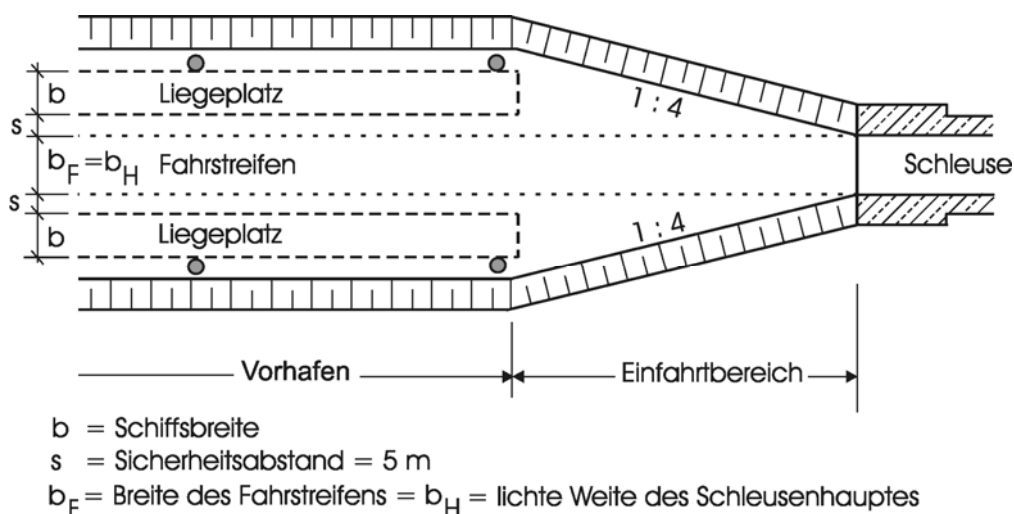 b
Liegeplatz
1 : 4
s
b_F = b_H Fahrstreifen
Schleuse
s
b
Liegeplatz
1 : 4
Vorhafen
Einfahrtbereich
b = Schiffsbreite
s = Sicherheitsabstand = 5 m
b_F = Breite des Fahrstreifens = b_H = lichte Weite des Schleusenhauptes